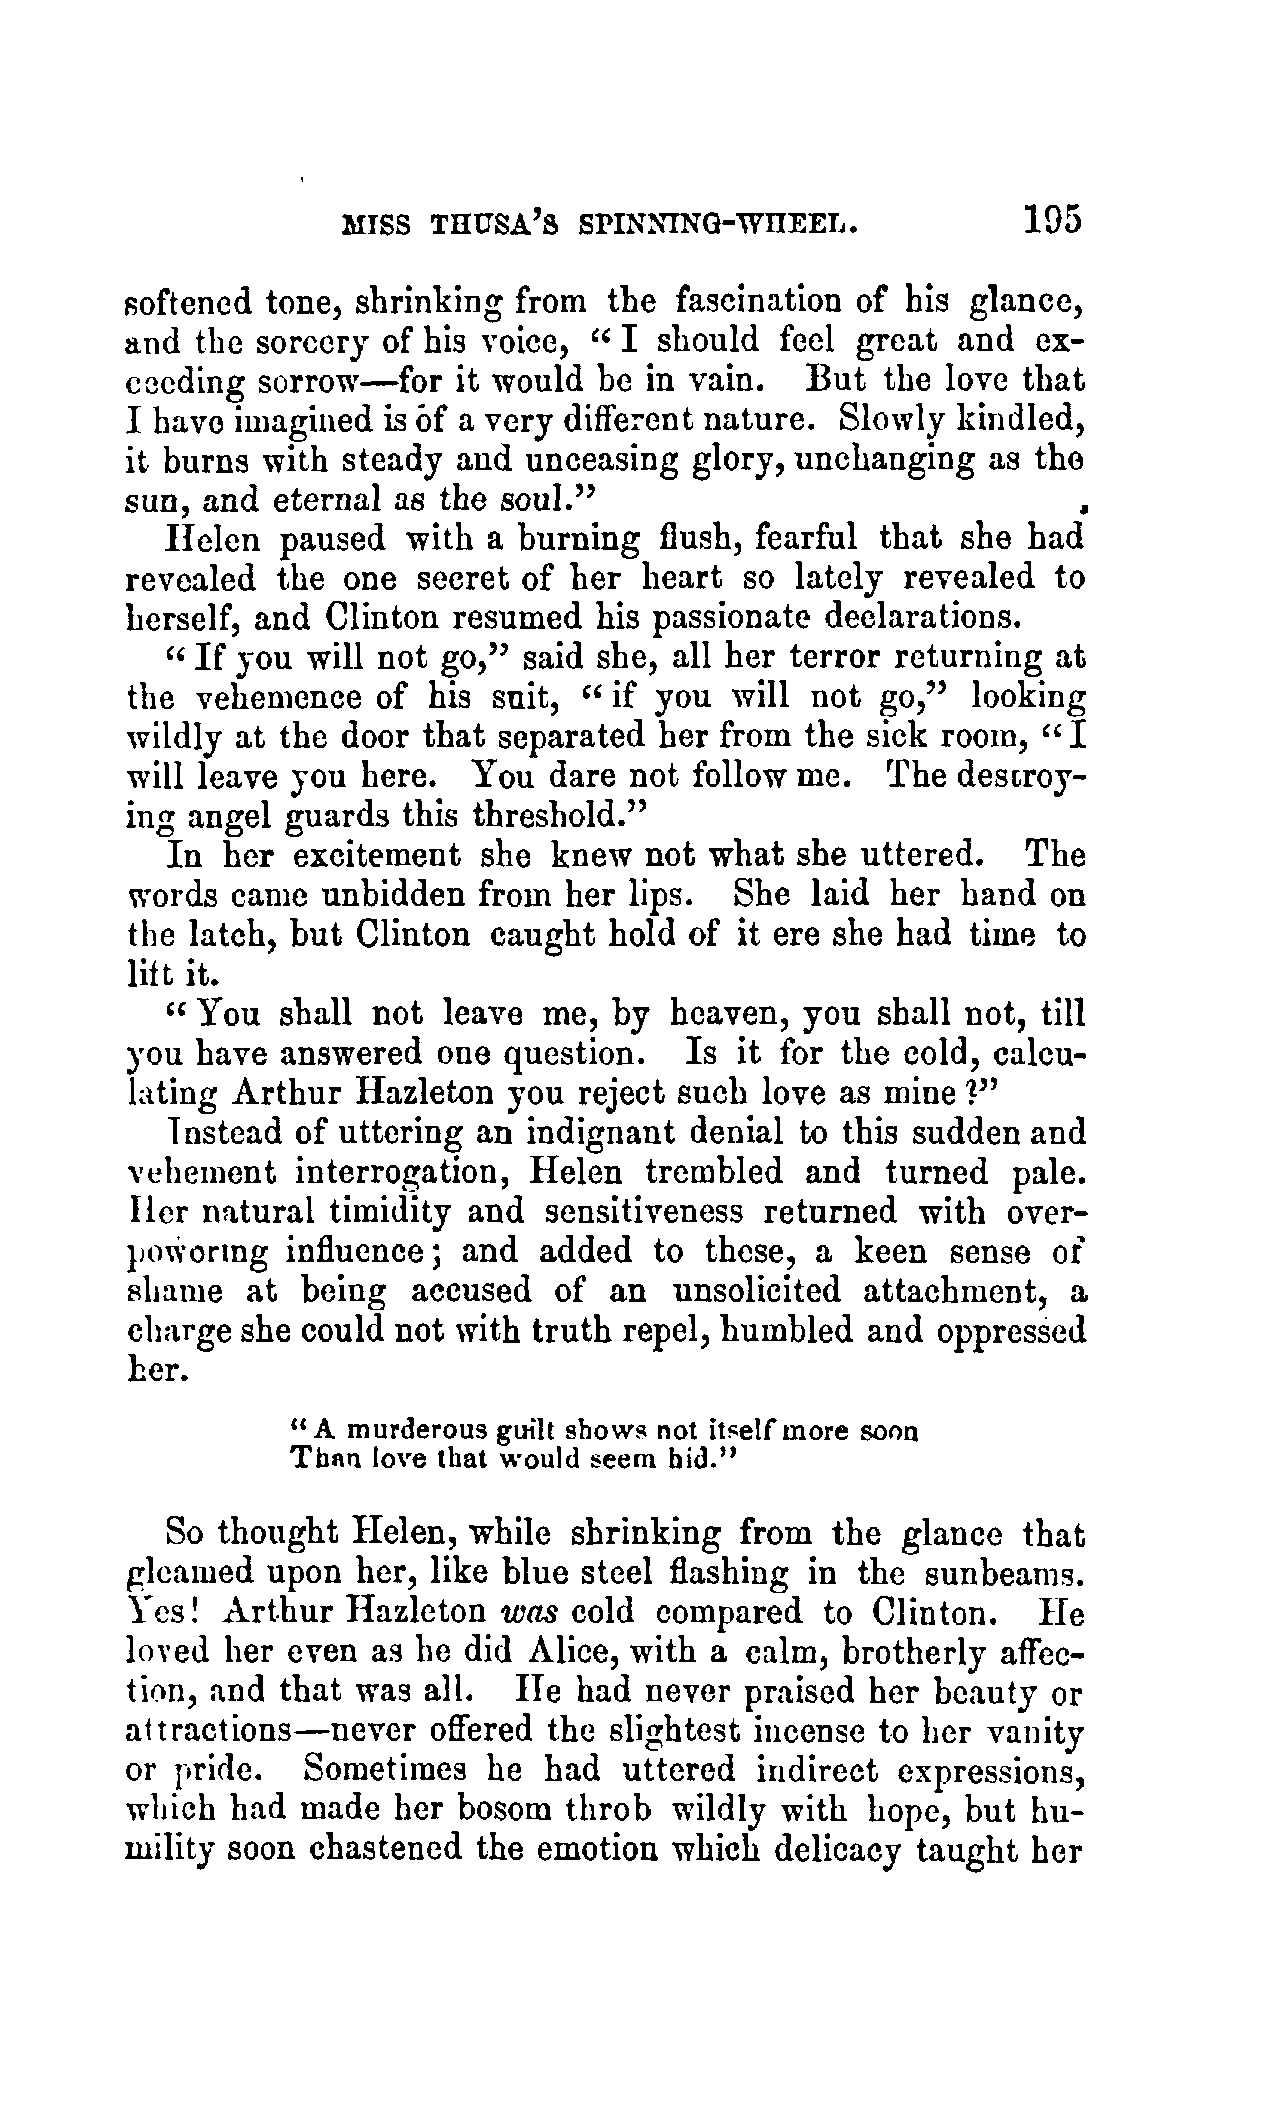 MISS THUSA'S SPINNING-WHEEL. 195
softened tone, shrinking from the fascination of his glance,
and the sorcery of his voice, "I should feel great and ex-
ceeding sorrow—for it would be in vain. But the love that
I have imagined is of a very different nature. Slowly kindled,
it burns with steady and unceasing glory, unchanging as the
sun, and eternal as the soul."
Helen paused with a burning flush, fearful that she had
revealed the one secret of her heart so lately revealed to
herself, and Clinton resumed his passionate declarations.
"If you will not go," said she, all her terror returning at
the vehemence of his suit, "if you will not go," looking
wildly at the door that separated her from the sick room, "I
will leave you here. You dare not follow me. The destroy-
ing angel guards this threshold."
In her excitement she knew not what she uttered. The
words came unbidden from her lips. She laid her hand on
the latch, but Clinton caught hold of it ere she had time to
lift it.
"You shall not leave me, by heaven, you shall not, till
you have answered one question. Is it for the cold, calcu-
lating Arthur Hazleton you reject such love as mine?"
Instead of uttering an indignant denial to this sudden and
vehement interrogation, Helen trembled and turned pale.
Her natural timidity and sensitiveness returned with over-
powering influence; and added to these, a keen sense of
shame at being accused of an unsolicited attachment, a
charge she could not with truth repel, humbled and oppressed
her.
"A murderous guilt shows not itself more soon
Than love that would seem hid."
So thought Helen, while shrinking from the glance that
gleamed upon her, like blue steel flashing in the sunbeams.
Yes! Arthur Hazleton was cold compared to Clinton. He
loved her even as he did Alice, with a calm, brotherly affec-
tion, and that was all. He had never praised her beauty or
attractions—never offered the slightest incense to her vanity
or pride. Sometimes he had uttered indirect expressions,
which had made her bosom throb wildly with hope, but hu-
mility soon chastened the emotion which delicacy taught her